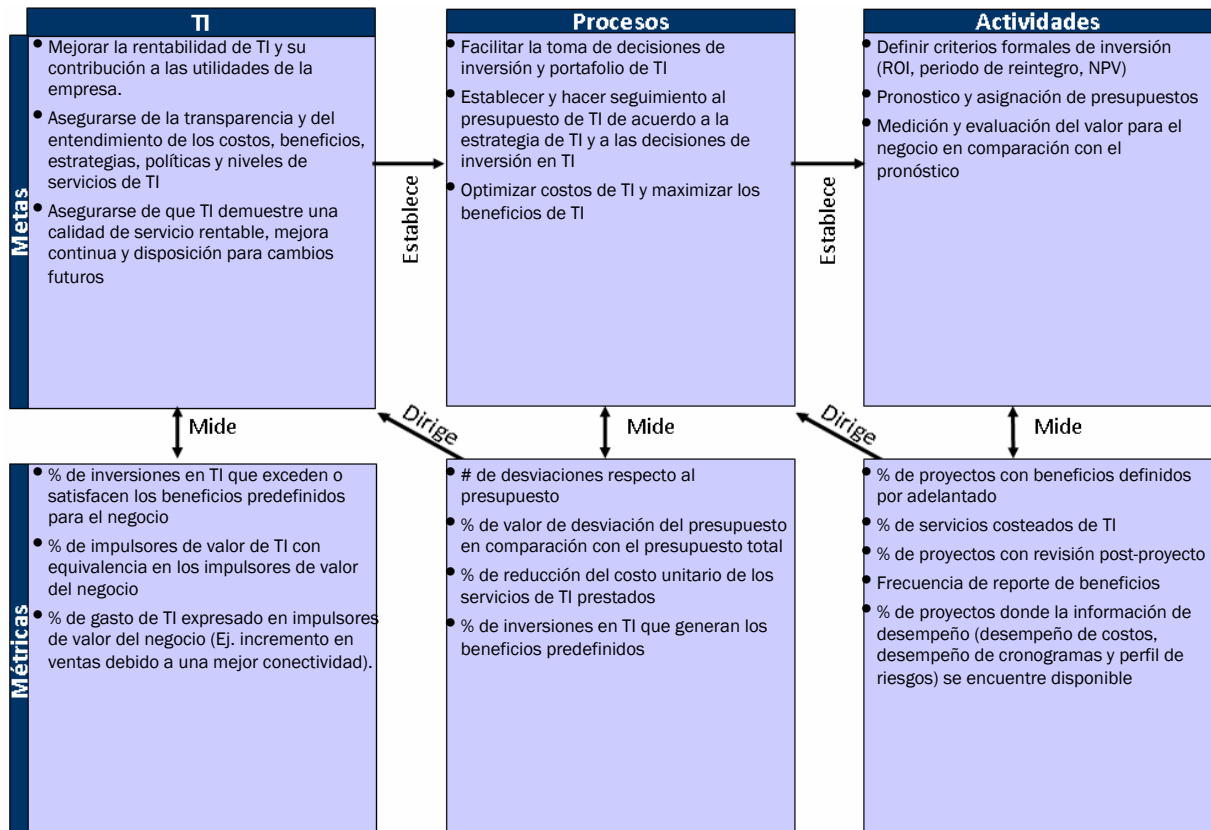 TI
Procesos
Actividades
Metas
• Mejorar la rentabilidad de TI y su
contribución a las utilidades de la
empresa.
• Asegurarse de la transparencia y del
entendimiento de los costos, beneficios,
estrategias, políticas y niveles de
servicios de TI
• Asegurarse de que TI demuestre una
calidad de servicio rentable, mejora
continua y disposición para cambios
futuros
Establece
• Facilitar la toma de decisiones de
inversión y portafolio de TI
• Establecer y hacer seguimiento al
presupuesto de TI de acuerdo a la
estrategia de TI y a las decisiones de
inversión en TI
• Optimizar costos de TI y maximizar los
beneficios de TI
Establece
• Definir criterios formales de inversión
(ROI, periodo de reintegro, NPV)
• Pronostico y asignación de presupuestos
• Medición y evaluación del valor para el
negocio en comparación con el
pronóstico
Mide
Dirige
Mide
Dirige
Mide
Métricas
• % de inversiones en TI que exceden o
satisfacen los beneficios predefinidos
para el negocio
• % de impulsores de valor de TI con
equivalencia en los impulsores de valor
del negocio
• % de gasto de TI expresado en impulsores
de valor del negocio (Ej. incremento en
ventas debido a una mejor conectividad).
• # de desviaciones respecto al
presupuesto
• % de valor de desviación del presupuesto
en comparación con el presupuesto total
• % de reducción del costo unitario de los
servicios de TI prestados
• % de inversiones en TI que generan los
beneficios predefinidos
• % de proyectos con beneficios definidos
por adelantado
• % de servicios costeados de TI
• % de proyectos con revisión post-proyecto
• Frecuencia de reporte de beneficios
• % de proyectos donde la información de
desempeño (desempeño de costos,
desempeño de cronogramas y perfil de
riesgos) se encuentre disponible